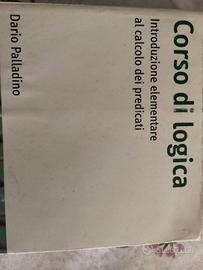 Corso di logica
Introduzione elementare
al calcolo dei predicati
Dario Palladino